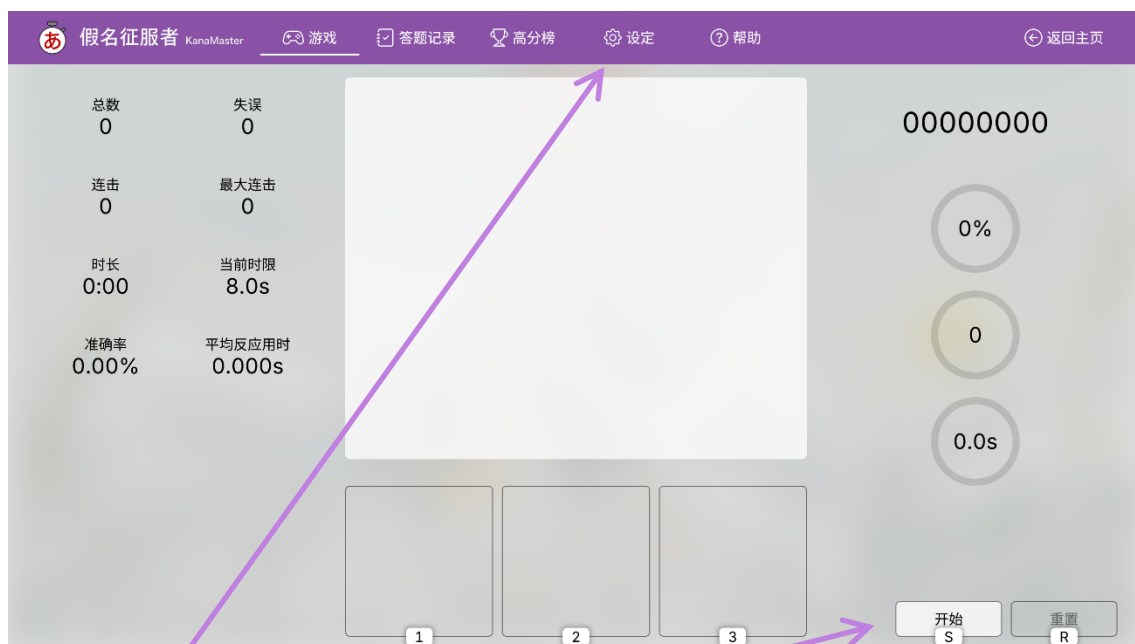 あ 假名征服者 KanaMaster 游戏 答题记录 高分榜 设定 帮助 返回主页
总数 失误
0 0
00000000
连击 最大连击
0 0
0%
时长 当前时限
0:00 8.0s
0
准确率 平均反应用时
0.00% 0.000s
0.0s
开始 重置
1 2 3 S R